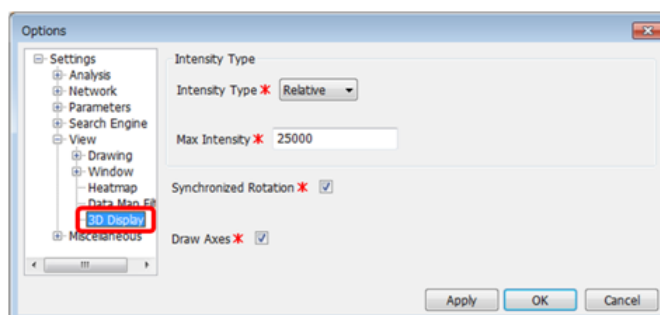 Options
Settings
Analysis
Network
Parameters
Search Engine
View
Drawing
Window
Heatmap
Data Map
3D Display
Miscellaneous
Intensity Type
Intensity Type * Relative
Max Intensity * 25000
Synchronized Rotation *
Draw Axes *
Apply OK Cancel